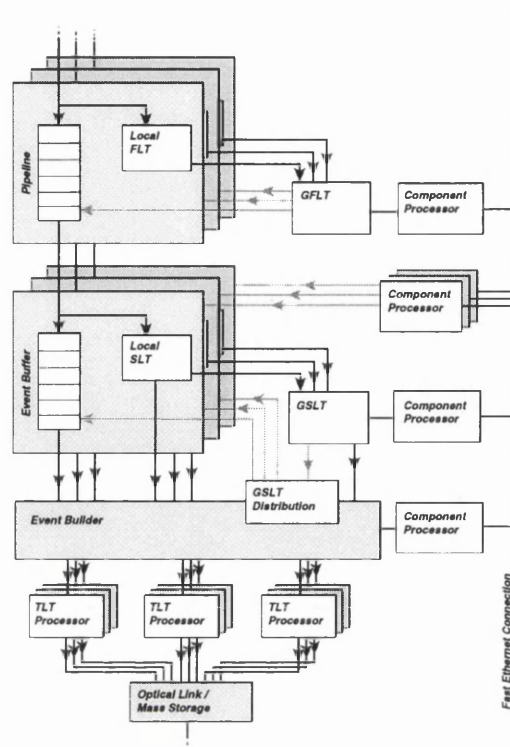 Local
FLT
Pipeline
GFLT
Component
Processor
Component
Processor
Local
SLT
Event Buffer
GSLT
Component
Processor
GSLT
Distribution
Event Builder
Component
Processor
TLT
Processor
TLT
Processor
TLT
Processor
Fast Ethernet Connection
Optical Link /
Mass Storage